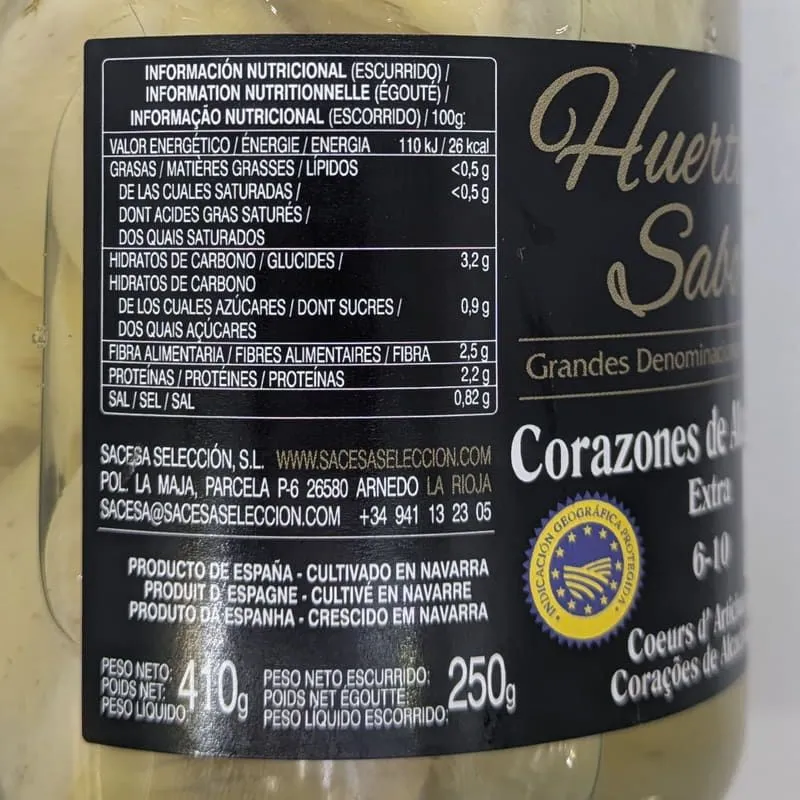 INFORMACIÓN NUTRICIONAL (ESCURRIDO) /
INFORMATION NUTRITIONNELLE (ÉGOUTÉ) /
INFORMAÇÃO NUTRICIONAL (ESCORRIDO) / 100g:
VALOR ENERGÉTICO / ÉNERGIE / ENERGIA 110 kJ / 26 kcal
GRASAS / MATIÈRES GRASSES / LÍPIDOS <0,5 g
DE LAS CUALES SATURADAS / <0,5 g
DONT ACIDES GRAS SATURÉS /
DOS QUAIS SATURADOS
HIDRATOS DE CARBONO / GLUCIDES / 3,2 g
HIDRATOS DE CARBONO
DE LOS CUALES AZÚCARES / DONT SUCRES / 0,9 g
DOS QUAIS AÇÚCARES
FIBRA ALIMENTARIA / FIBRES ALIMENTAIRES / FIBRA 2,5 g
PROTEÍNAS / PROTÉINES / PROTEÍNAS 2,2 g
SAL / SEL / SAL 0,82 g
SACESA SELECCIÓN, S.L. WWW.SACESASELECCION.COM
POL. LA MAJA, PARCELA P-6 26580 ARNEDO LA RIOJA
SACESA@SACESASELECCION.COM +34 941 13 23 05
PRODUCTO DE ESPAÑA - CULTIVADO EN NAVARRA
PRODUIT D'ESPAGNE - CULTIVÉ EN NAVARRE
PRODUTO DA ESPANHA - CRESCIDO EM NAVARRA
PESO NETO:
POIDS NET: 410g
PESO LÍQUIDO:
PESO NETO ESCURRIDO:
POIDS NET ÉGOUTTÉ: 250g
PESO LÍQUIDO ESCORRIDO:
Grandes
Corazones de
Extra
6-10
INDICACIÓN GEOGRÁFICA PROTEGIDA
Coeurs d'
Corações de